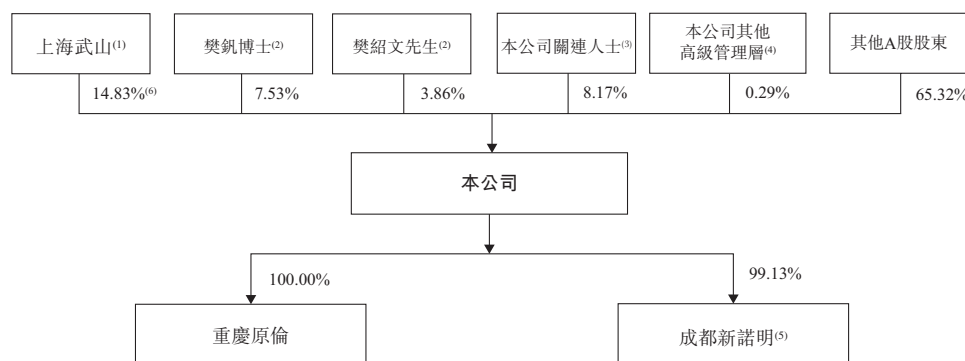 上海武山(1)
樊釩博士(2)
樊紹文先生(2)
本公司關連人士(3)
本公司其他
高級管理層(4)
其他A股股東
14.83%(6)
7.53%
3.86%
8.17%
0.29%
65.32%
本公司
100.00%
99.13%
重慶原倫
成都新諾明(5)